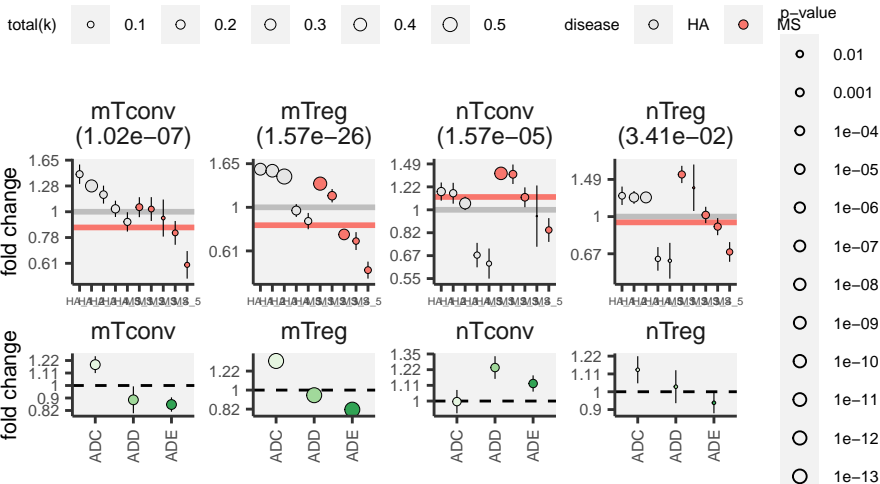 total(k) 0.1 0.2 0.3 0.4 0.5 disease HA MS
p-value
0.01
0.001
1e−04
1e−05
1e−06
1e−07
1e−08
1e−09
1e−10
1e−11
1e−12
1e−13
mTconv
(1.02e−07)
mTreg
(1.57e−26)
nTconv
(1.57e−05)
nTreg
(3.41e−02)
fold change
1.65
1.28
1
0.78
0.61
1.65
1
0.61
1.49
1.22
1
0.82
0.67
0.55
1.49
1
0.67
mTconv
mTreg
nTconv
nTreg
fold change
1.22
1.11
1
0.9
0.82
1.22
1
0.82
1.35
1.22
1.11
1
1.22
1.11
1
0.9
ADC ADD ADE
ADC ADD ADE
ADC ADD ADE
ADC ADD ADE